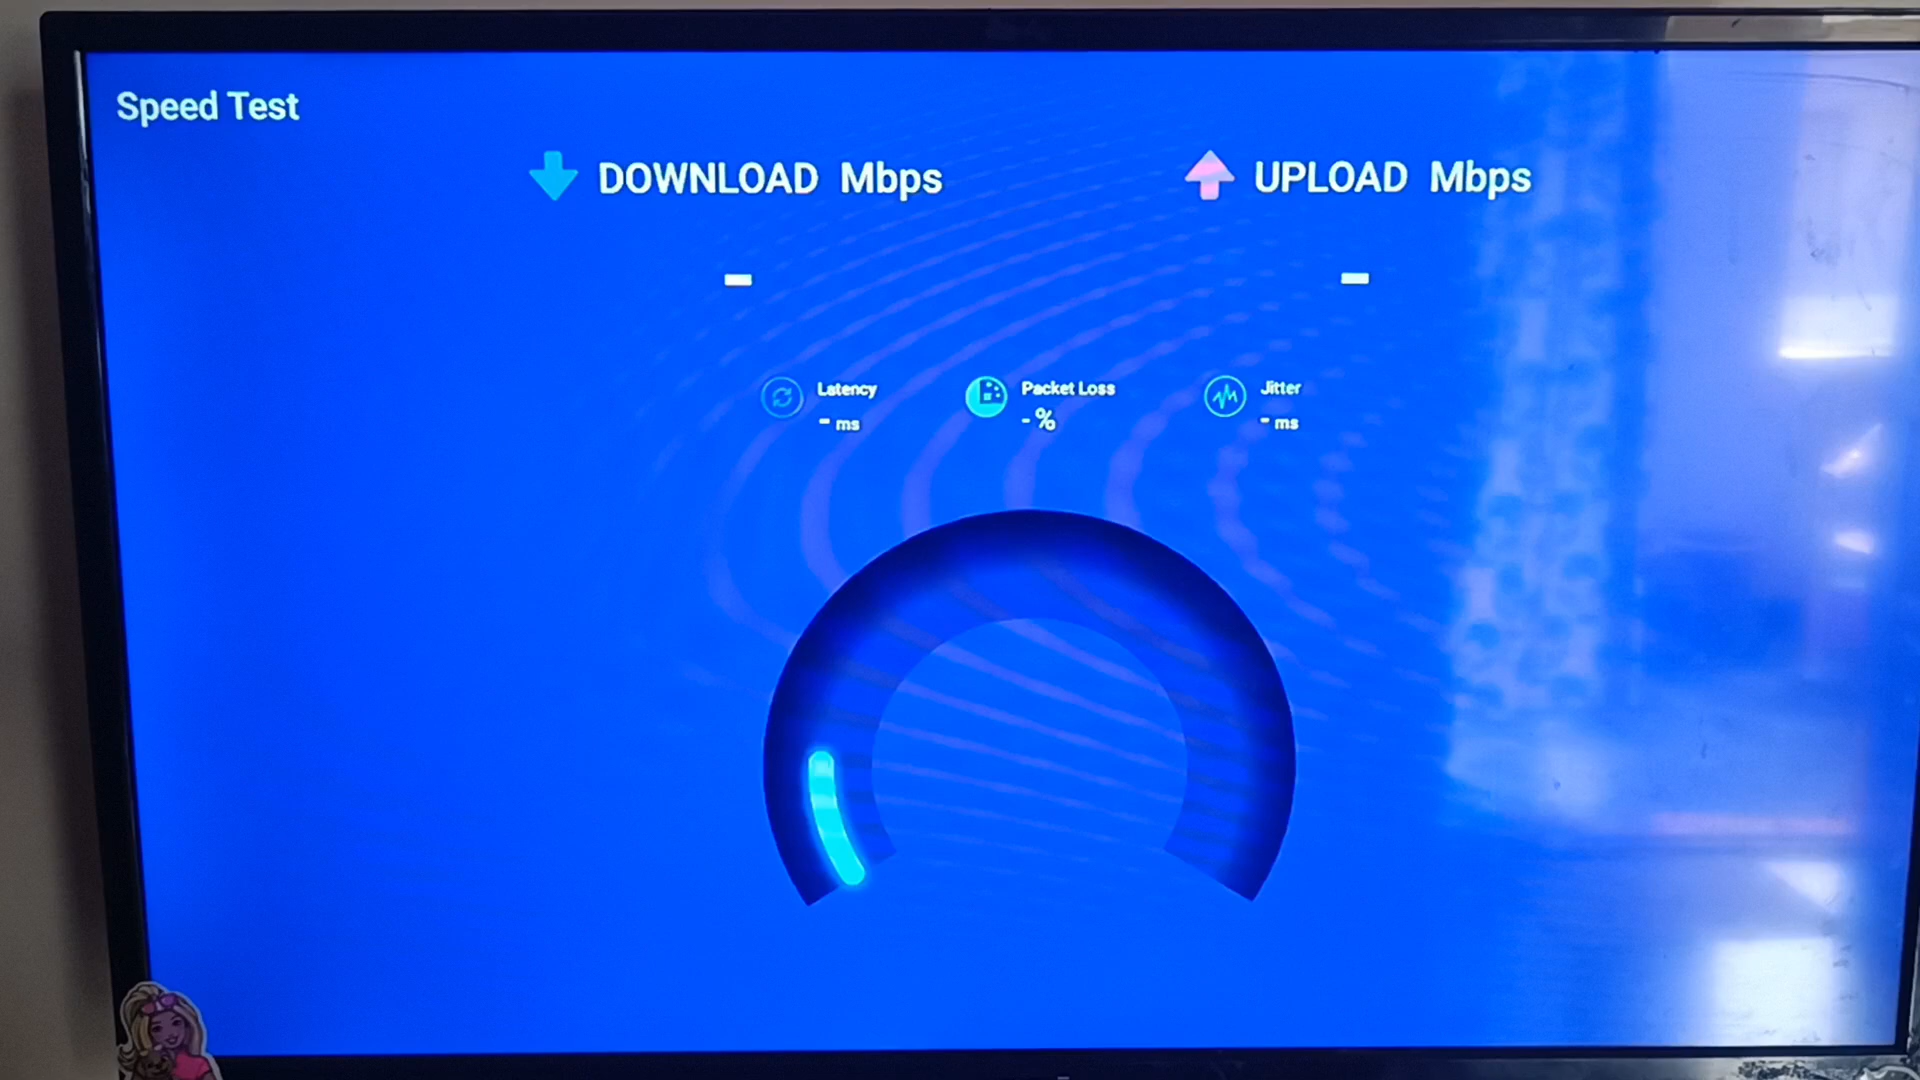 Speed Test
DOWNLOAD Mbps
UPLOAD Mbps
-
-
Latency
- ms
Packet Loss
- %
Jitter
- ms